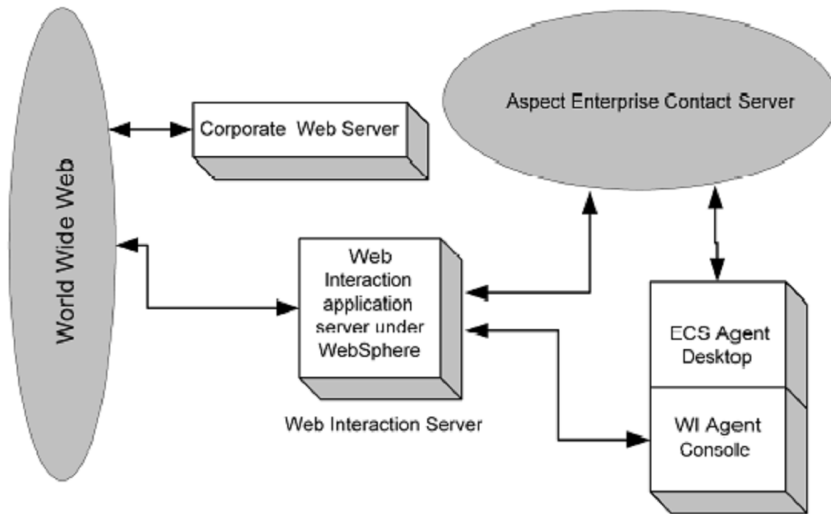 World Wide Web
Corporate Web Server
Aspect Enterprise Contact Server
Web
Interaction
application
server under
WebSphere
Web Interaction Server
ECS Agent
Desktop
WI Agent
Console